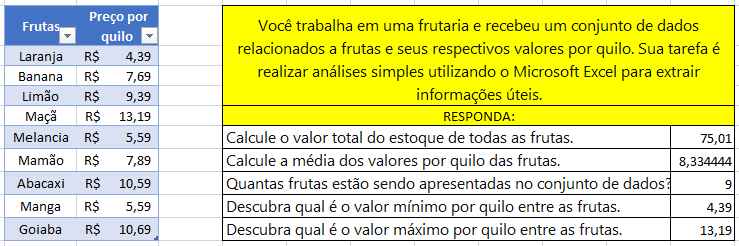 Frutas Preço por quilo
Laranja R$ 4,39
Banana R$ 7,69
Limão R$ 9,39
Maçã R$ 13,19
Melancia R$ 5,59
Mamão R$ 7,89
Abacaxi R$ 10,59
Manga R$ 5,59
Goiaba R$ 10,69
Você trabalha em uma frutaria e recebeu um conjunto de dados
relacionados a frutas e seus respectivos valores por quilo. Sua tarefa é
realizar análises simples utilizando o Microsoft Excel para extrair
informações úteis.
RESPONDA:
Calcule o valor total do estoque de todas as frutas. 75,01
Calcule a média dos valores por quilo das frutas. 8,334444
Quantas frutas estão sendo apresentadas no conjunto de dados? 9
Descubra qual é o valor mínimo por quilo entre as frutas. 4,39
Descubra qual é o valor máximo por quilo entre as frutas. 13,19